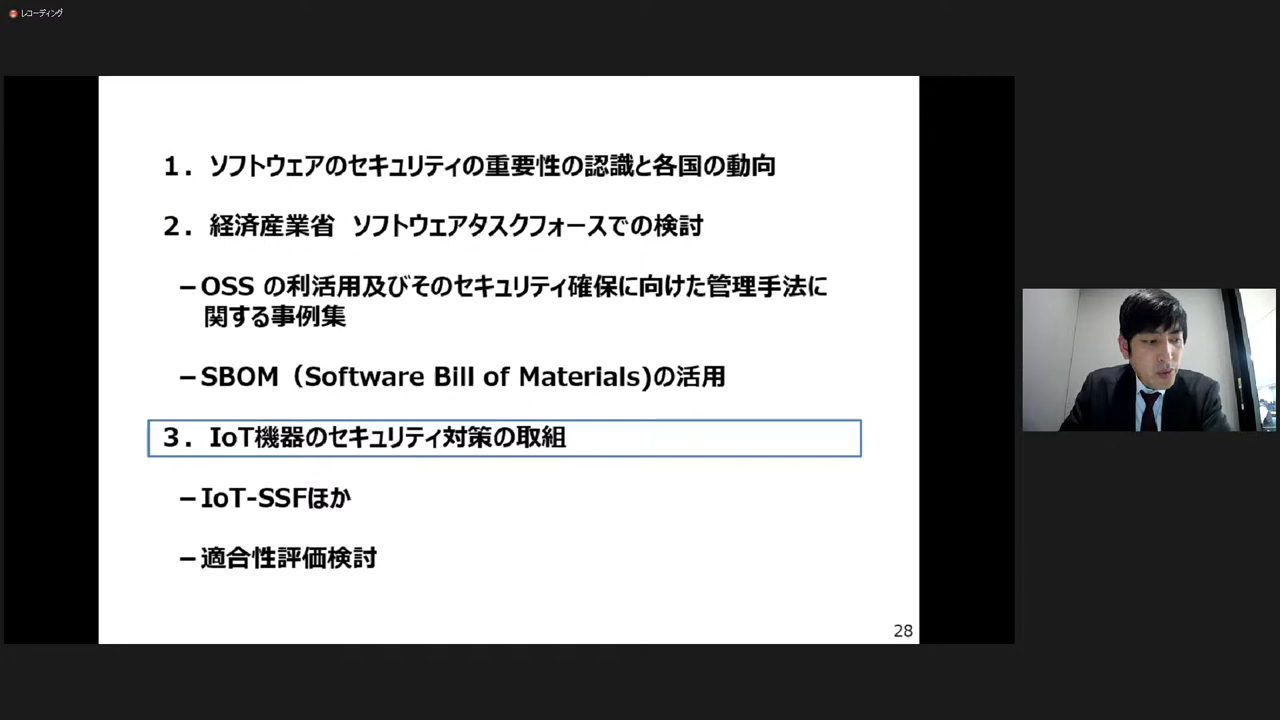 レコーディング
1. ソフトウェアのセキュリティの重要性の認識と各国の動向
2. 経済産業省 ソフトウェアタスクフォースでの検討
–OSS の利活用及びそのセキュリティ確保に向けた管理手法に
関する事例集
–SBOM（Software Bill of Materials)の活用
3. IoT機器のセキュリティ対策の取組
–IoT-SSFほか
–適合性評価検討
28